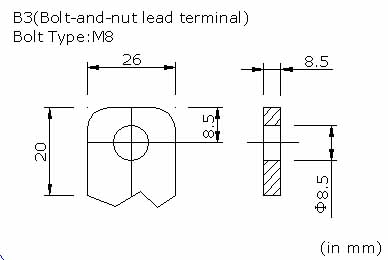 B3(Bolt-and-nut lead terminal)
Bolt Type:M8
26
8.5
8.5
20
Φ8.5
(in mm)